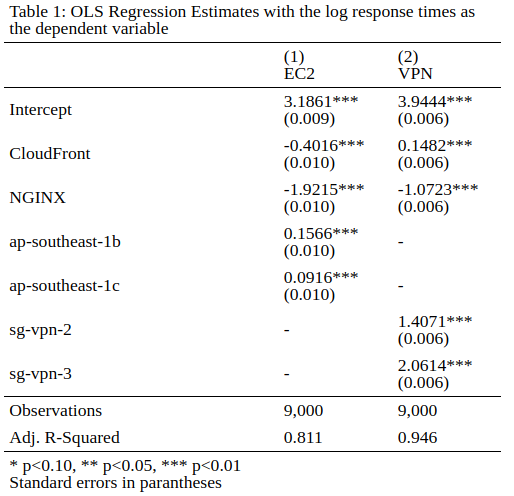 Table 1: OLS Regression Estimates with the log response times as
the dependent variable
(1) (2)
EC2 VPN
Intercept 3.1861*** 3.9444***
(0.009) (0.006)
CloudFront -0.4016*** 0.1482***
(0.010) (0.006)
NGINX -1.9215*** -1.0723***
(0.010) (0.006)
ap-southeast-1b 0.1566*** -
(0.010)
ap-southeast-1c 0.0916*** -
(0.010)
sg-vpn-2 - 1.4071***
(0.006)
sg-vpn-3 - 2.0614***
(0.006)
Observations 9,000 9,000
Adj. R-Squared 0.811 0.946
* p<0.10, ** p<0.05, *** p<0.01
Standard errors in parantheses